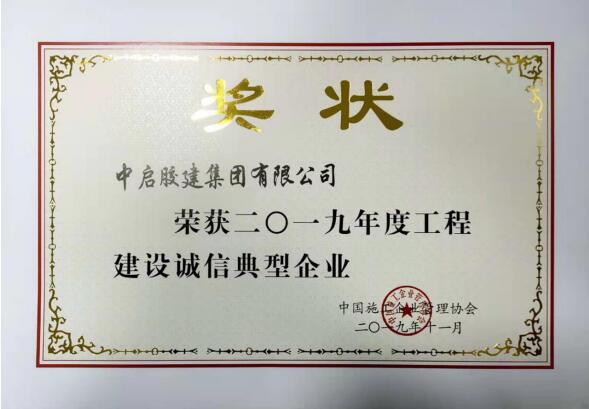 奖状
中启胶建集团有限公司
荣获二〇一九年度工程
建设诚信典型企业
中国施工企业管理协会
二〇一九年十一月